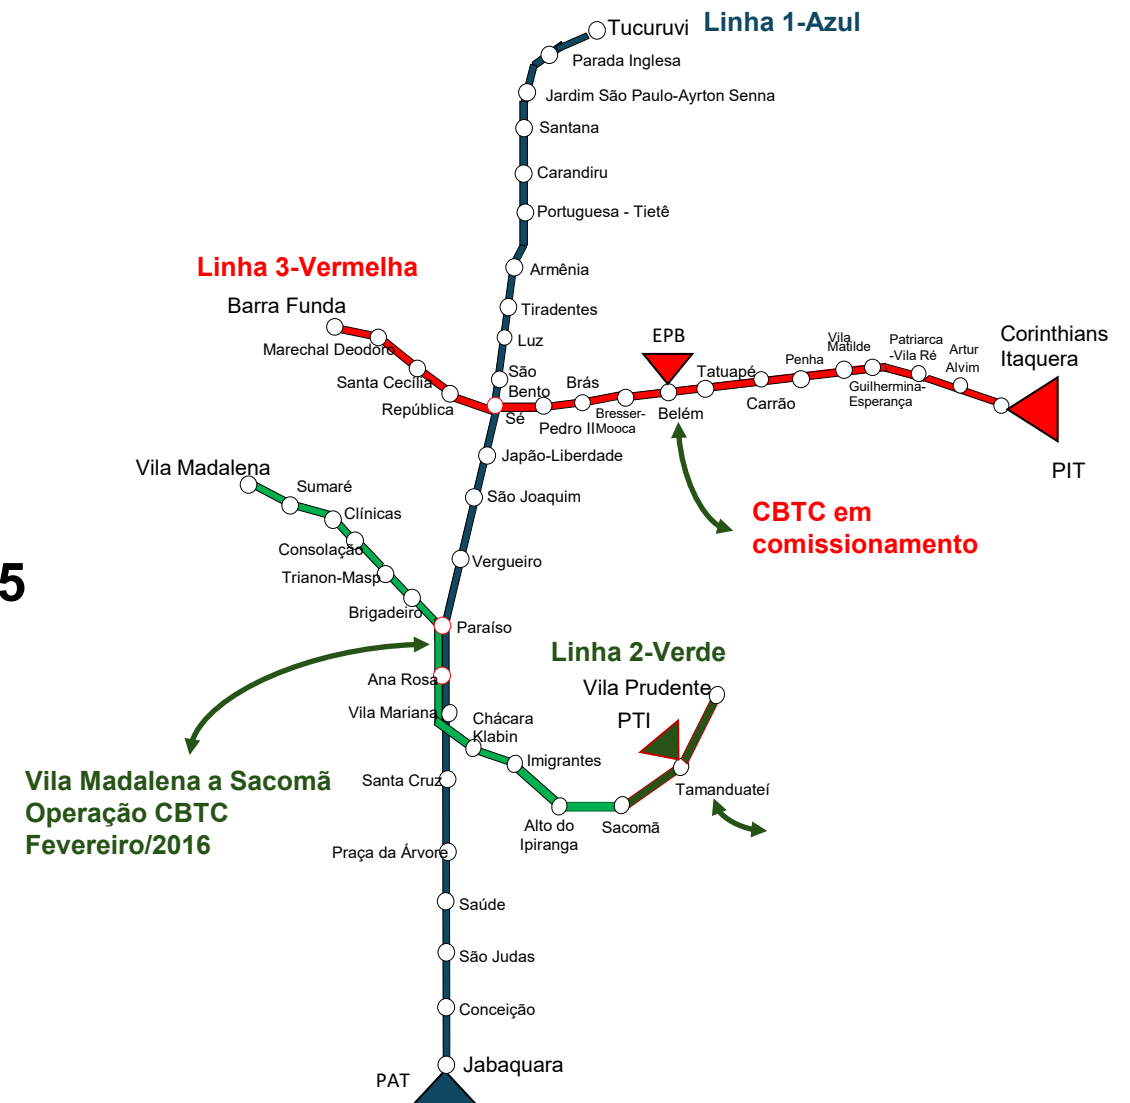 Tucuruvi
Linha 1-Azul
Parada Inglesa
Jardim São Paulo-Ayrton Senna
Santana
Carandiru
Portuguesa - Tietê
Linha 3-Vermelha
Armênia
Barra Funda
Tiradentes
Luz
EPB
Corinthians
Itaquera
Marechal Deodoro
Vila
Matilde
Patriarca
-Vila Ré
Artur
Alvim
Penha
Tatuapé
São
Bento
Santa Cecília
Brás
Guilhermina-
Esperança
República
Sé
Pedro II
Bresser-
Mooca
Belém
Carrão
Japão-Liberdade
PIT
Vila Madalena
Sumaré
São Joaquim
Clínicas
CBTC em
comissionamento
Consolação
Vergueiro
Trianon-Masp
5
Brigadeiro
Paraíso
Linha 2-Verde
Ana Rosa
Vila Prudente
Vila Mariana
Chácara
Klabin
PTI
Imigrantes
Vila Madalena a Sacomã
Operação CBTC
Fevereiro/2016
Santa Cruz
Tamanduateí
Alto do
Ipiranga
Sacomã
Praça da Árvore
Saúde
São Judas
Conceição
Jabaquara
PAT